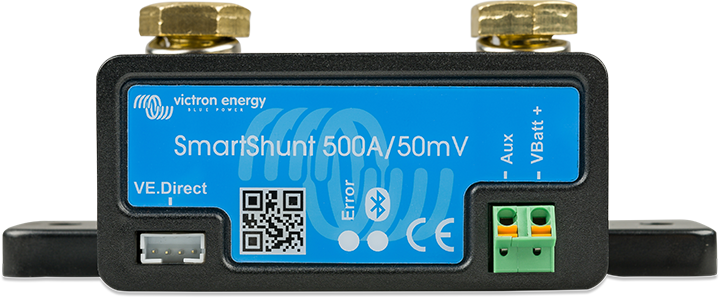 victron energy
BLUE POWER
SmartShunt 500A/50mV
VE.Direct
Error
Aux
VBatt +
CE